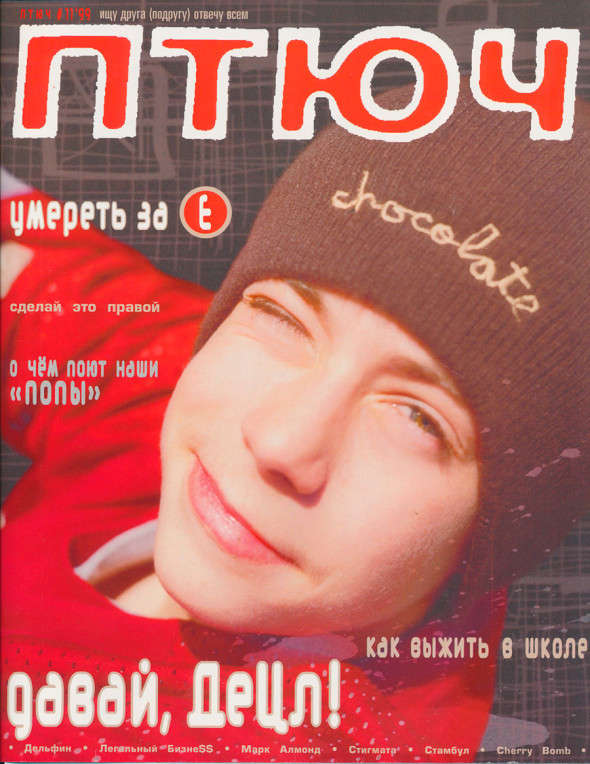 ПТЮЧ #11'99 ищу друга (подругу) отвечу всем
ПТЮЧ
умереть за t
chocolate
сделай это правой
о чём поют наши
«попы»
как выжить в школе
давай, Децл!
• Дельфин • Легальный БизнеSS • Марк Алмонд • Стигмата • Стамбул • Cherry Bomb •